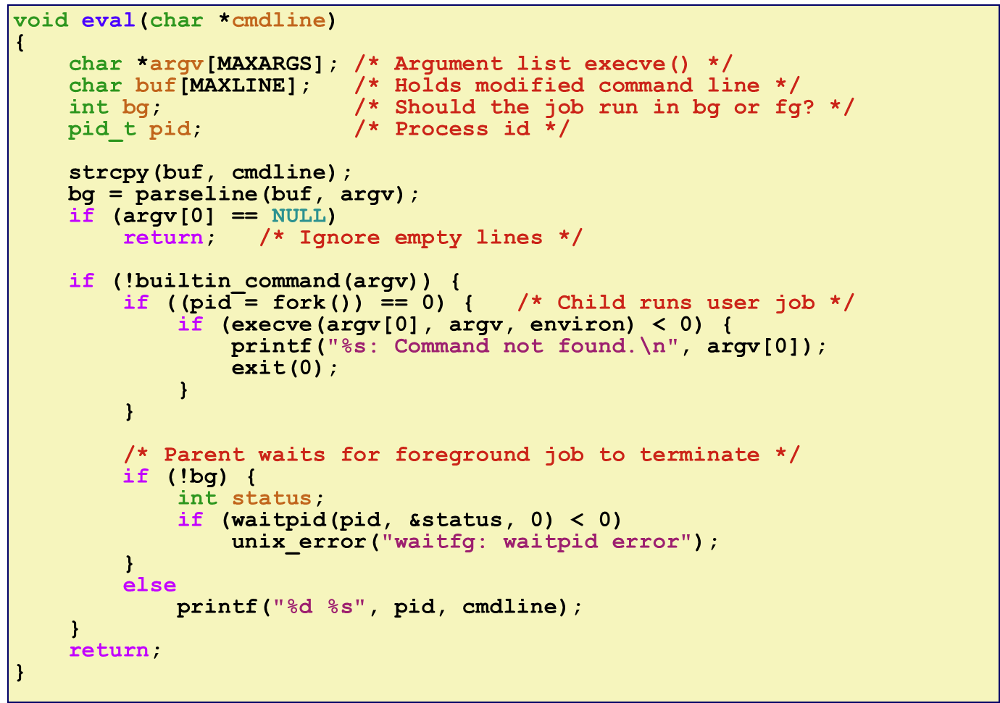 void eval(char *cmdline)
{
    char *argv[MAXARGS]; /* Argument list execve() */
    char buf[MAXLINE];   /* Holds modified command line */
    int bg;              /* Should the job run in bg or fg? */
    pid_t pid;           /* Process id */

    strcpy(buf, cmdline);
    bg = parseline(buf, argv);
    if (argv[0] == NULL)
        return;   /* Ignore empty lines */

    if (!builtin_command(argv)) {
        if ((pid = fork()) == 0) {   /* Child runs user job */
            if (execve(argv[0], argv, environ) < 0) {
                printf("%s: Command not found.\n", argv[0]);
                exit(0);
            }
        }

        /* Parent waits for foreground job to terminate */
        if (!bg) {
            int status;
            if (waitpid(pid, &status, 0) < 0)
                unix_error("waitfg: waitpid error");
        }
        else
            printf("%d %s", pid, cmdline);
    }
    return;
}